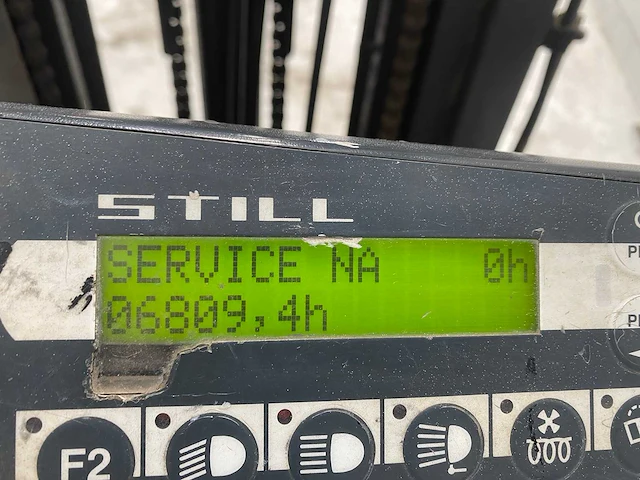 STILL
SERVICE NA 0h
06809,4h
F2